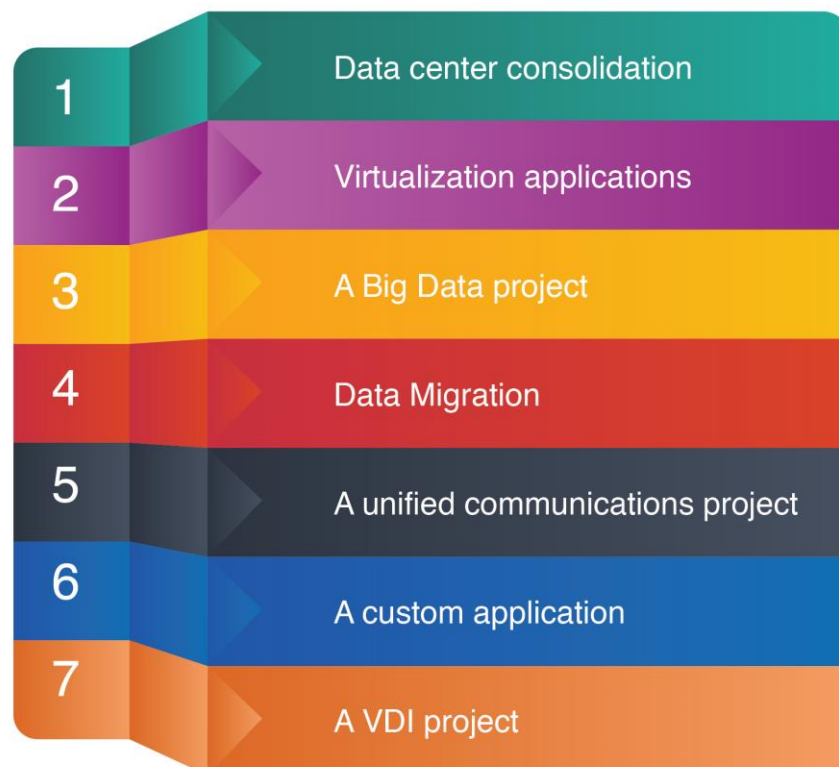 1 Data center consolidation
2 Virtualization applications
3 A Big Data project
4 Data Migration
5 A unified communications project
6 A custom application
7 A VDI project